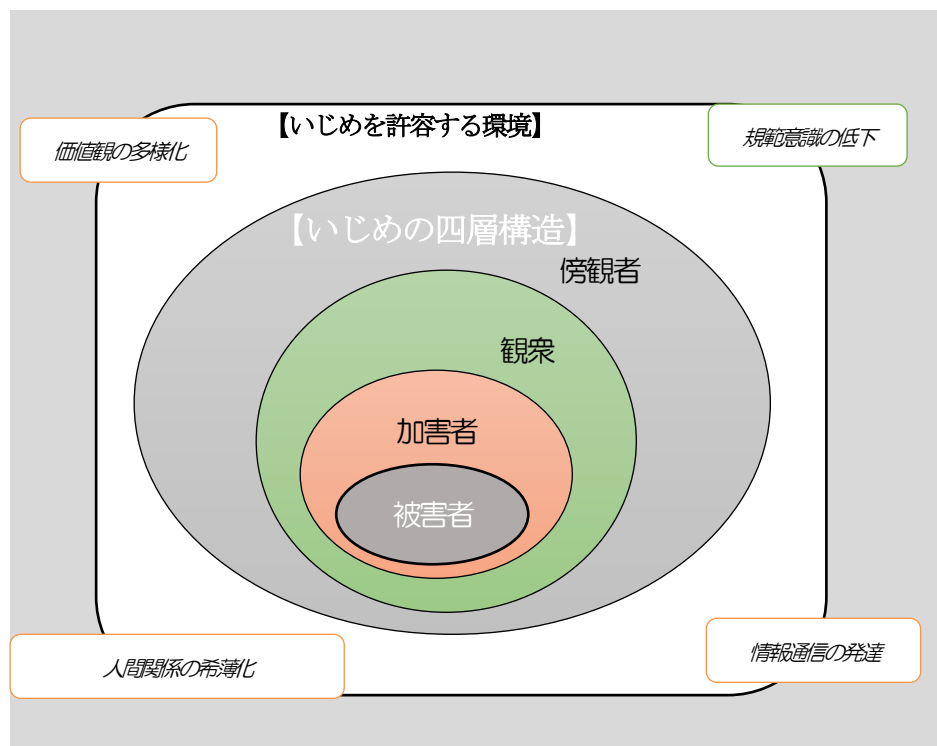 【いじめを許容する環境】
価値観の多様化
規範意識の低下
【いじめの四層構造】
傍観者
観衆
加害者
被害者
人間関係の希薄化
情報通信の発達